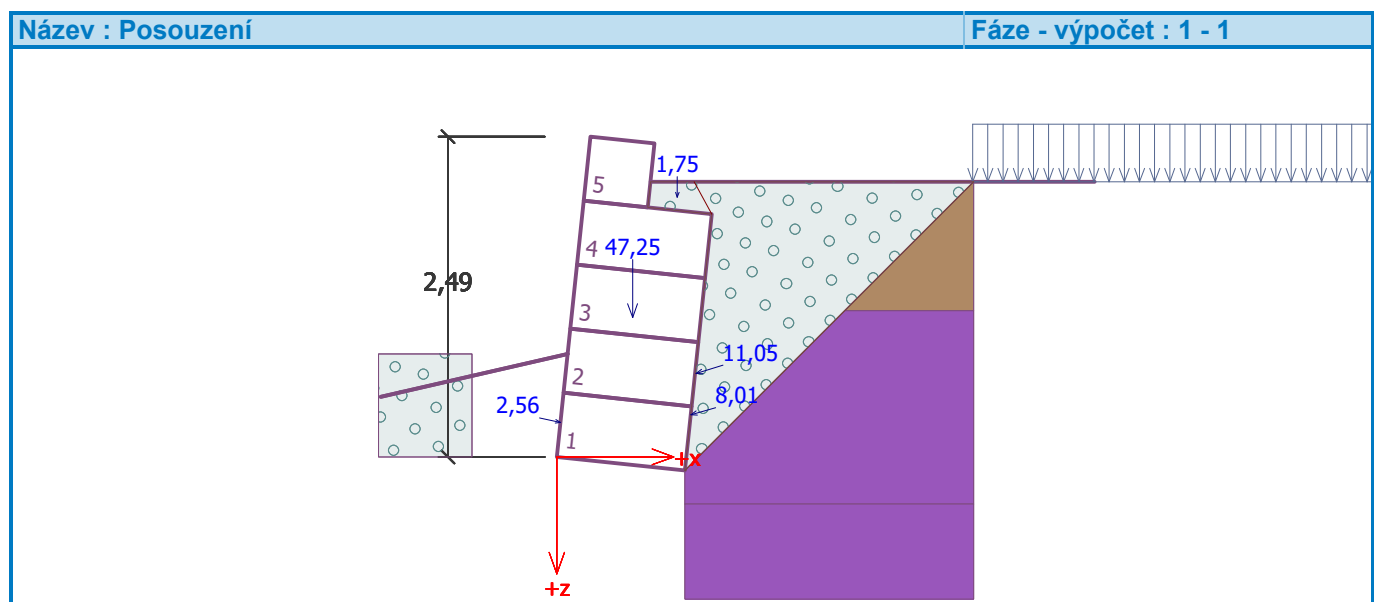 Název : Posouzení
Fáze - výpočet : 1 - 1
1,75
5
4
47,25
2,49
3
11,05
2
8,01
2,56
1
+x
+z